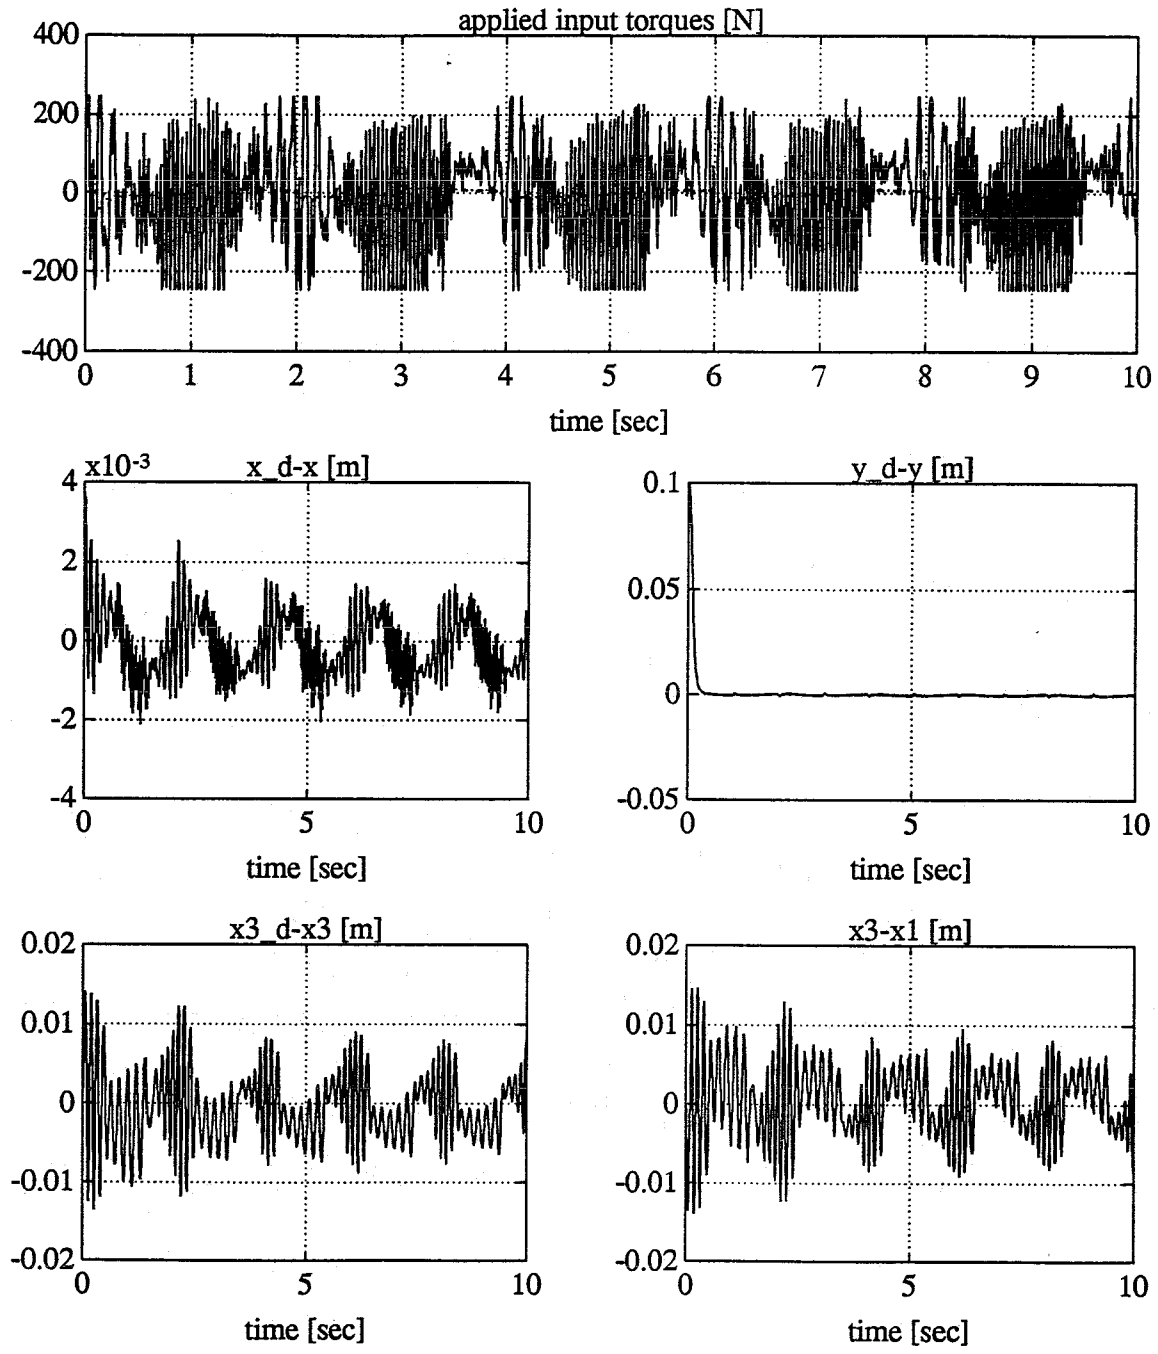 applied input torques [N]
400
200
0
-200
-400
0 1 2 3 4 5 6 7 8 9 10
time [sec]
x10-3 x_d-x [m]
4
2
0
-2
-4
0 5 10
time [sec]
y_d-y [m]
0.1
0.05
0
-0.05
0 5 10
time [sec]
x3_d-x3 [m]
0.02
0.01
0
-0.01
-0.02
0 5 10
time [sec]
x3-x1 [m]
0.02
0.01
0
-0.01
-0.02
0 5 10
time [sec]